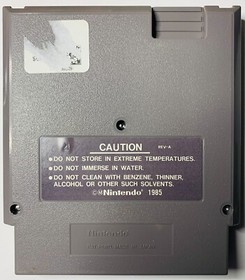 CAUTION REV-A
• DO NOT STORE IN EXTREME TEMPERATURES.
• DO NOT IMMERSE IN WATER.
• DO NOT CLEAN WITH BENZENE, THINNER,
ALCOHOL OR OTHER SUCH SOLVENTS.
©Nintendo® 1985
Nintendo